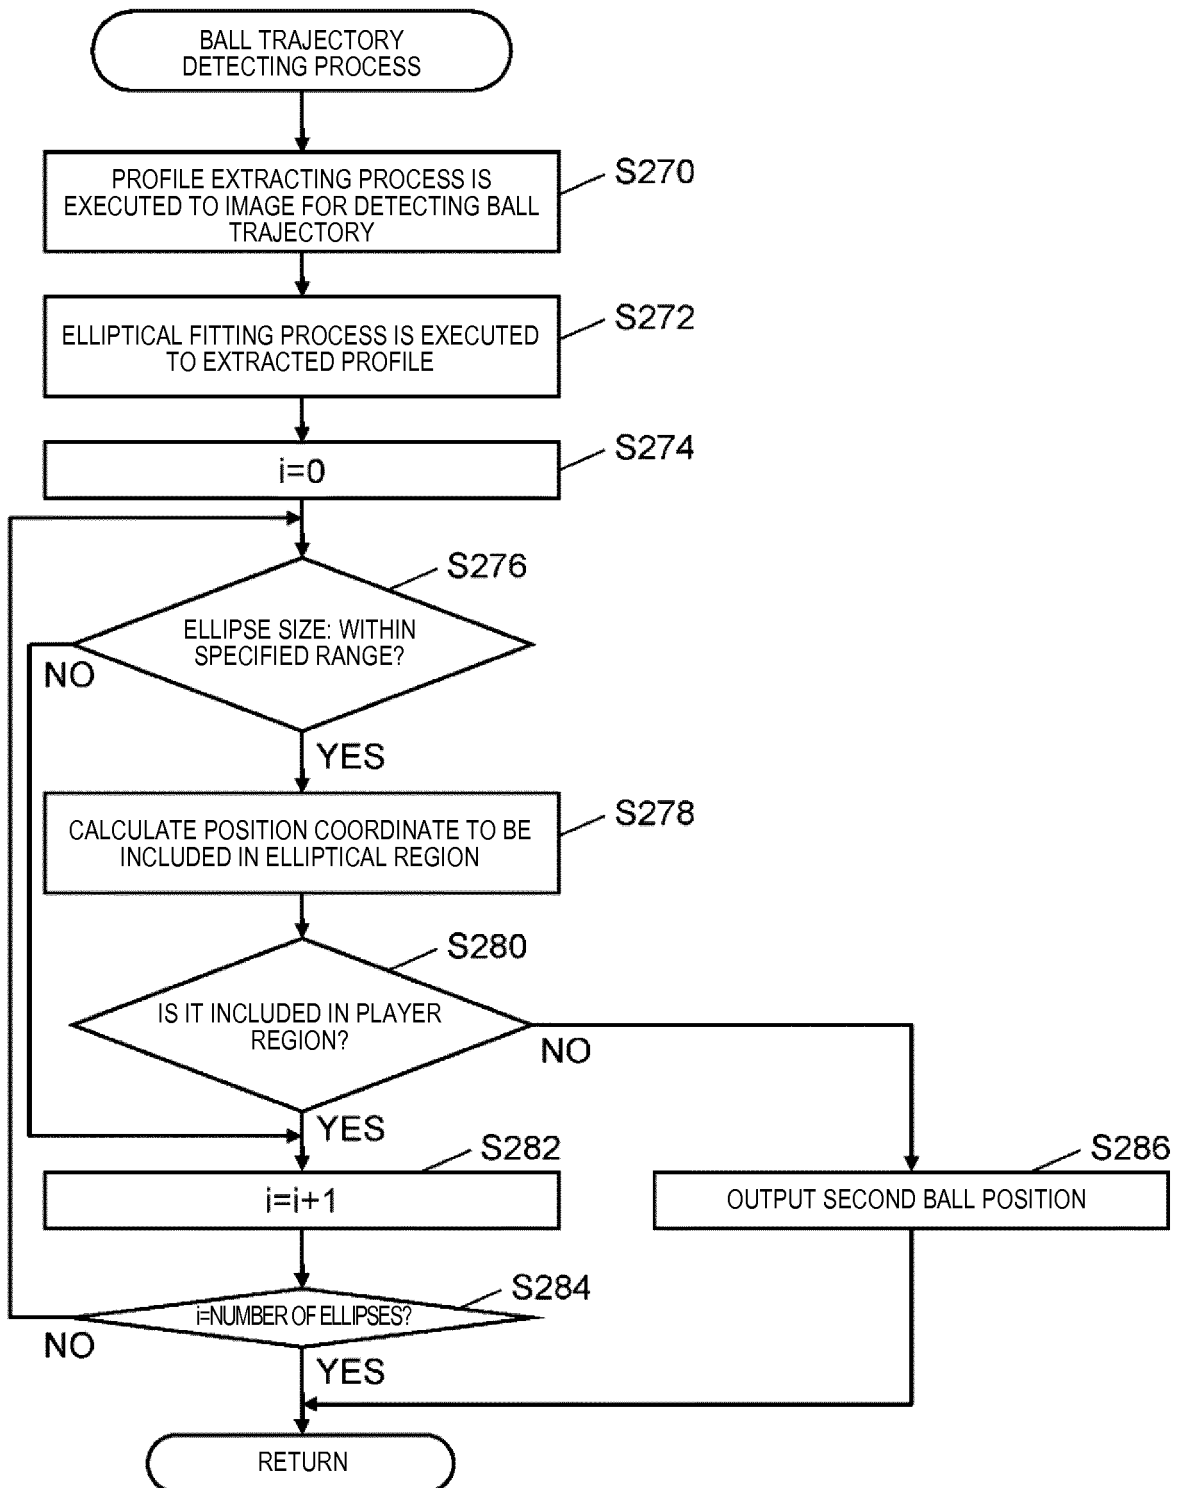 BALL TRAJECTORY
DETECTING PROCESS
PROFILE EXTRACTING PROCESS IS
EXECUTED TO IMAGE FOR DETECTING BALL
TRAJECTORY
S270
ELLIPTICAL FITTING PROCESS IS EXECUTED
TO EXTRACTED PROFILE
S272
i=0
S274
S276
ELLIPSE SIZE: WITHIN
SPECIFIED RANGE?
NO
YES
CALCULATE POSITION COORDINATE TO BE
INCLUDED IN ELLIPTICAL REGION
S278
S280
IS IT INCLUDED IN PLAYER
REGION?
NO
YES
S282
i=i+1
S286
OUTPUT SECOND BALL POSITION
S284
i=NUMBER OF ELLIPSES?
NO
YES
RETURN